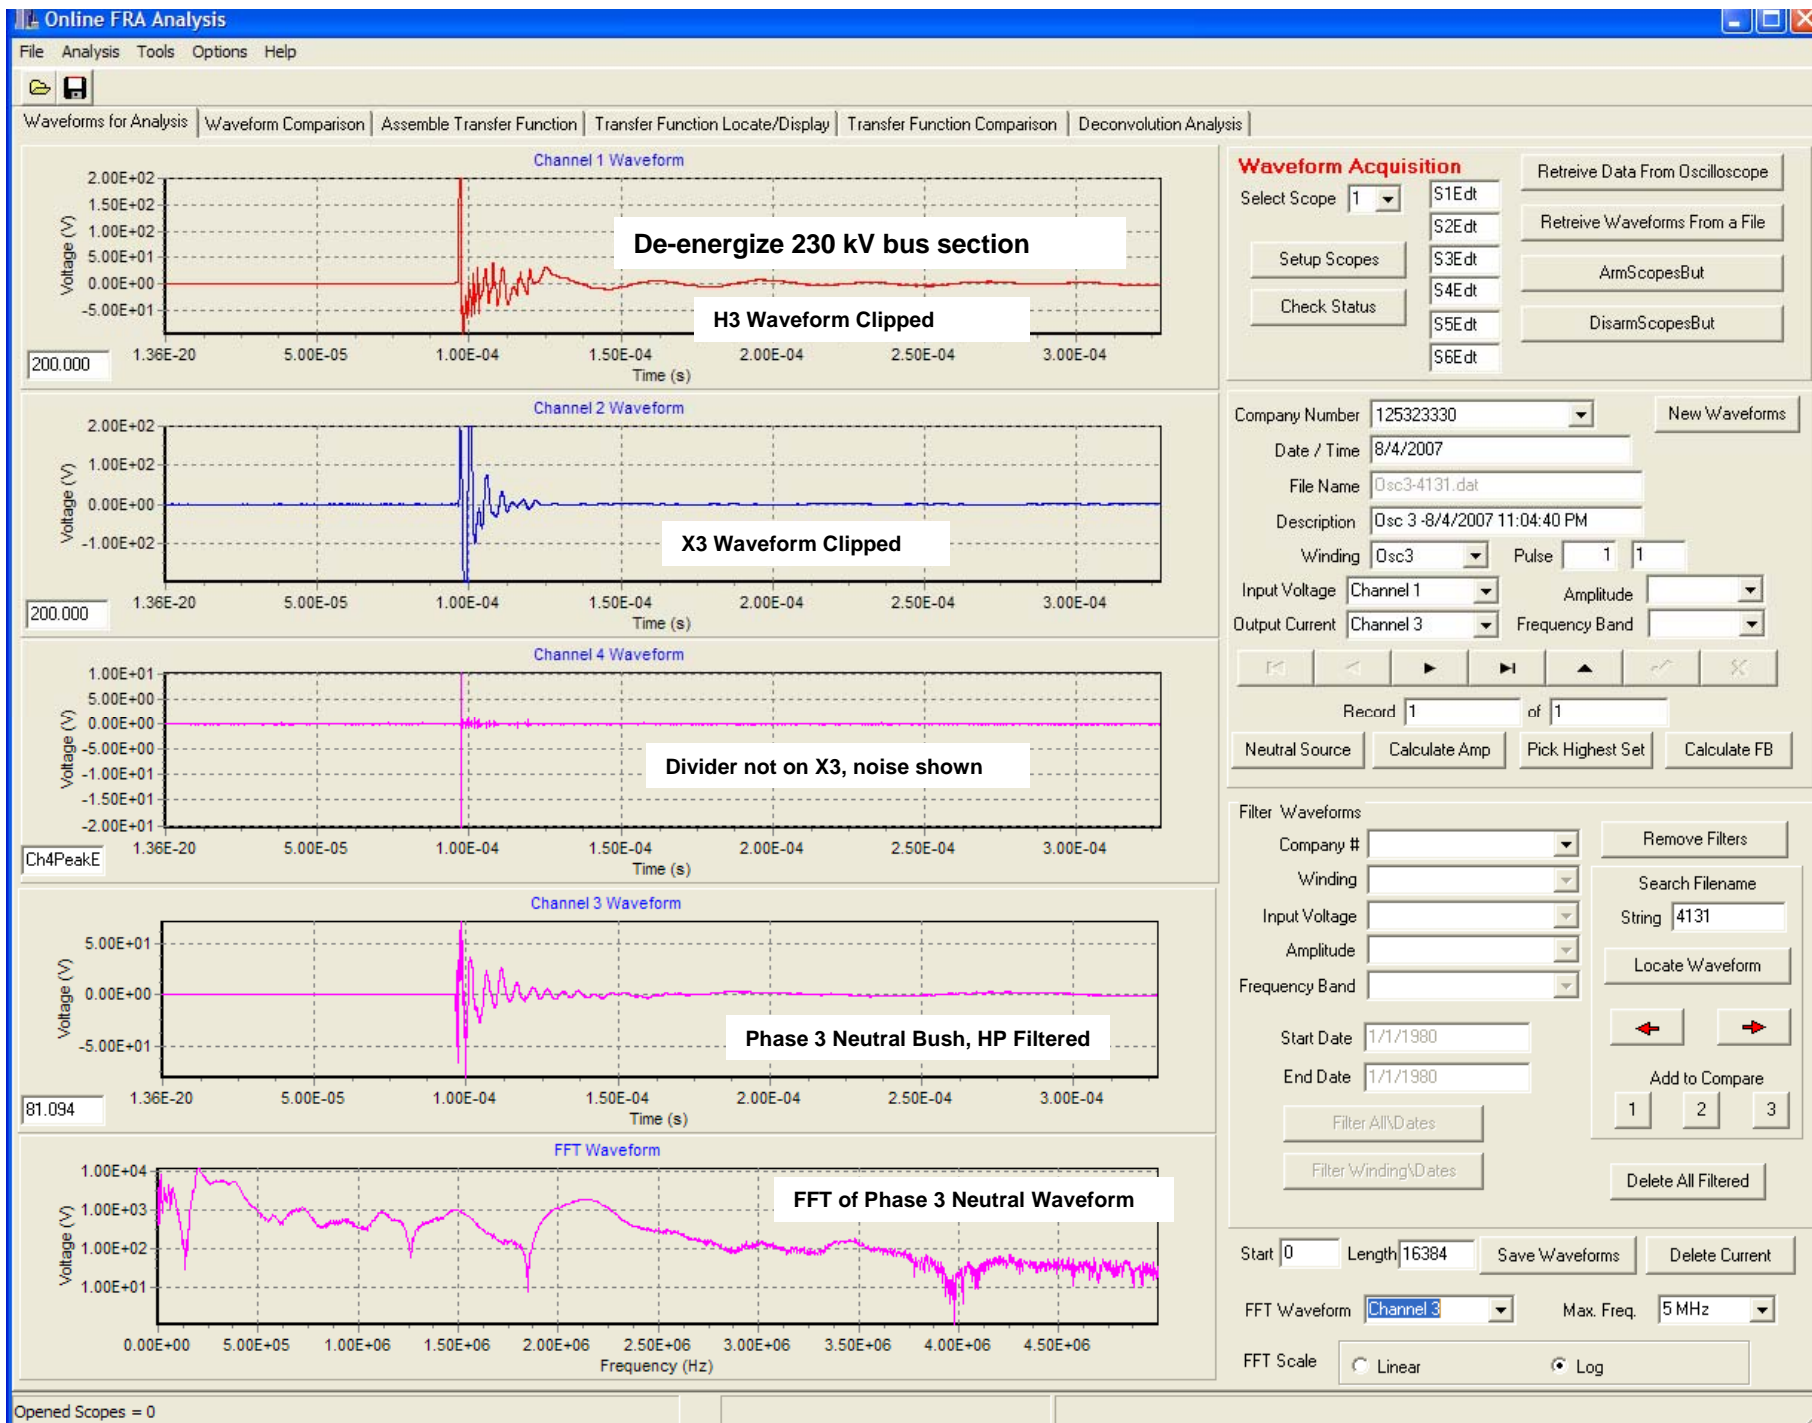 Online FRA Analysis
File Analysis Tools Options Help
Waveforms for Analysis Waveform Comparison Assemble Transfer Function Transfer Function Locate/Display Transfer Function Comparison Deconvolution Analysis
Channel 1 Waveform
2.00E+02
1.50E+02
1.00E+02
5.00E+01
0.00E+00
-5.00E+01
Voltage (V)
De-energize 230 kV bus section
H3 Waveform Clipped
200.000
1.36E-20 5.00E-05 1.00E-04 1.50E-04 2.00E-04 2.50E-04 3.00E-04
Time (s)
Channel 2 Waveform
2.00E+02
1.00E+02
0.00E+00
-1.00E+02
Voltage (V)
X3 Waveform Clipped
200.000
1.36E-20 5.00E-05 1.00E-04 1.50E-04 2.00E-04 2.50E-04 3.00E-04
Time (s)
Channel 4 Waveform
1.00E+01
5.00E+00
0.00E+00
-5.00E+00
-1.00E+01
-1.50E+01
-2.00E+01
Voltage (V)
Divider not on X3, noise shown
Ch4PeakE
1.36E-20 5.00E-05 1.00E-04 1.50E-04 2.00E-04 2.50E-04 3.00E-04
Time (s)
Channel 3 Waveform
5.00E+01
0.00E+00
-5.00E+01
Voltage (V)
Phase 3 Neutral Bush, HP Filtered
81.094
1.36E-20 5.00E-05 1.00E-04 1.50E-04 2.00E-04 2.50E-04 3.00E-04
Time (s)
FFT Waveform
1.00E+04
1.00E+03
1.00E+02
1.00E+01
Voltage (V)
FFT of Phase 3 Neutral Waveform
0.00E+00 5.00E+05 1.00E+06 1.50E+06 2.00E+06 2.50E+06 3.00E+06 3.50E+06 4.00E+06 4.50E+06
Frequency (Hz)
Waveform Acquisition
Select Scope 1
S1Edt
S2Edt
S3Edt
S4Edt
S5Edt
S6Edt
Setup Scopes
Check Status
Retreive Data From Oscilloscope
Retreive Waveforms From a File
ArmScopesBut
DisarmScopesBut
Company Number 125323330 New Waveforms
Date / Time 8/4/2007
File Name Osc3-4131.dat
Description Osc 3 -8/4/2007 11:04:40 PM
Winding Osc3 Pulse 1 1
Input Voltage Channel 1 Amplitude
Output Current Channel 3 Frequency Band
Record 1 of 1
Neutral Source Calculate Amp Pick Highest Set Calculate FB
Filter Waveforms
Company #
Winding
Input Voltage
Amplitude
Frequency Band
Start Date 1/1/1980
End Date 1/1/1980
Filter All\Dates
Filter Winding\Dates
Remove Filters
Search Filename
String 4131
Locate Waveform
Add to Compare
1 2 3
Delete All Filtered
Start 0 Length 16384 Save Waveforms Delete Current
FFT Waveform Channel 3 Max. Freq. 5 MHz
FFT Scale Linear Log
Opened Scopes = 0